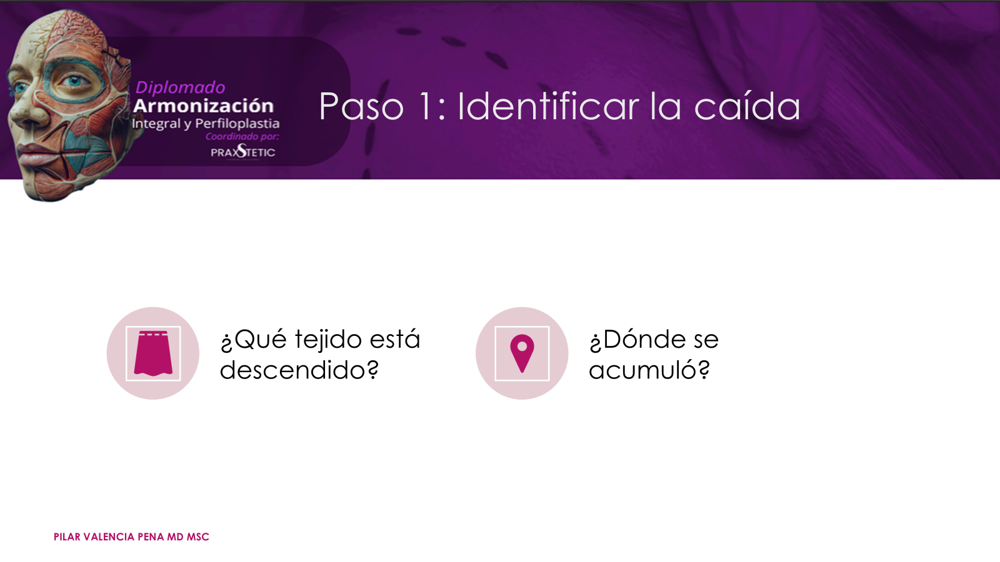 Diplomado
Armonización
Integral y Perfiloplastia
Coordinado por:
PRAXSTETIC
Paso 1: Identificar la caída
¿Qué tejido está
descendido?
¿Dónde se
acumuló?
PILAR VALENCIA PENA MD MSC